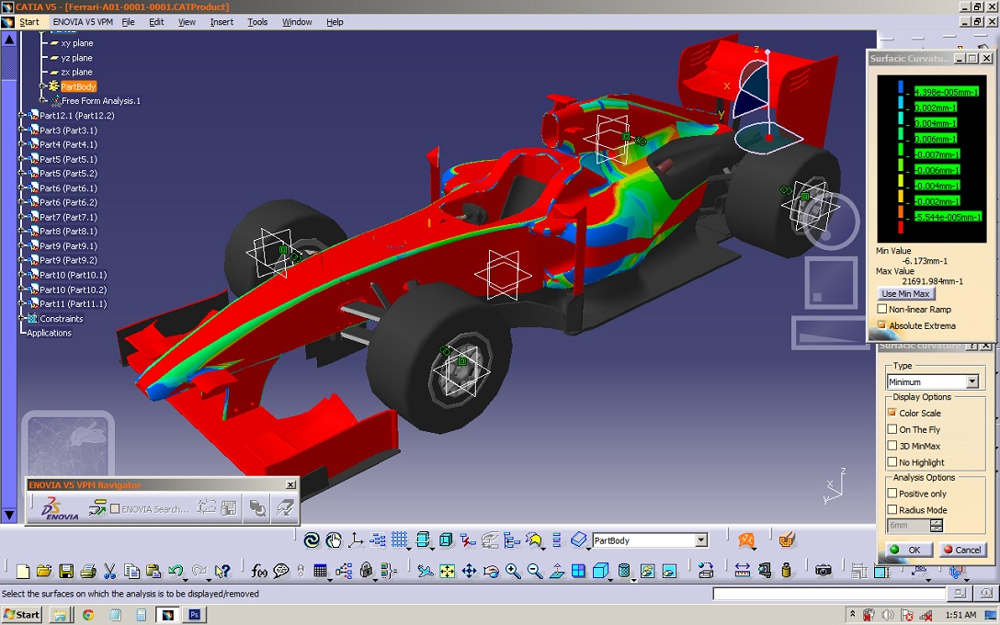 CATIA V5 - [Ferrari-A01-0001-0001.CATProduct]
Start ENOVIA V5 VPM File Edit View Insert Tools Window Help
xy plane
yz plane
zx plane
PartBody
Free Form Analysis.1
Part12.1 (Part12.2)
Part3 (Part3.1)
Part4 (Part4.1)
Part5 (Part5.1)
Part5 (Part5.2)
Part6 (Part6.1)
Part6 (Part6.2)
Part7 (Part7.1)
Part8 (Part8.1)
Part9 (Part9.1)
Part9 (Part9.2)
Part10 (Part10.1)
Part10 (Part10.2)
Part11 (Part11.1)
Constraints
Applications
z
x
y
Surfacic Curvatu...
4.398e-005mm-1
0.002mm-1
0.004mm-1
0.006mm-1
-0.007mm-1
-0.006mm-1
-0.004mm-1
-0.002mm-1
-5.544e-005mm-1
Min Value
-6.173mm-1
Max Value
21691.984mm-1
Use Min Max
Non-linear Ramp
Absolute Extrema
Surfacic curvature
Type
Minimum
Display Options
Color Scale
On The Fly
3D MinMax
No Highlight
Analysis Options
Positive only
Radius Mode
6mm
OK Cancel
z
x
y
ENOVIA V5 VPM Navigator
ENOVIA
ENOVIA Search...
PartBody
f(x)
Select the surfaces on which the analysis is to be displayed/removed
Start
Ps
1:51 AM